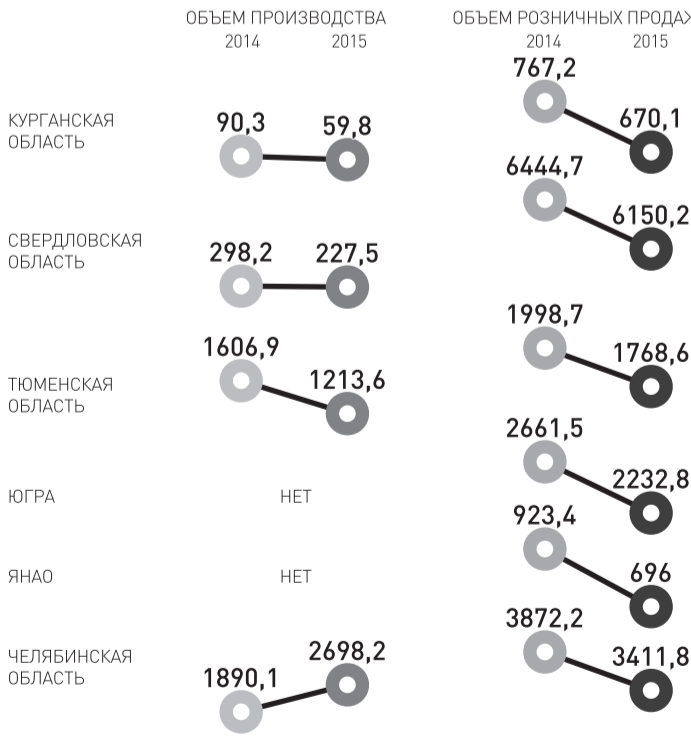 ОБЪЕМ ПРОИЗВОДСТВА
ОБЪЕМ РОЗНИЧНЫХ ПРОДАЖ
2014
2015
2014
2015
КУРГАНСКАЯ
ОБЛАСТЬ
90,3
59,8
767,2
670,1
СВЕРДЛОВСКАЯ
ОБЛАСТЬ
298,2
227,5
6444,7
6150,2
ТЮМЕНСКАЯ
ОБЛАСТЬ
1606,9
1213,6
1998,7
1768,6
ЮГРА
НЕТ
2661,5
2232,8
ЯНАО
НЕТ
923,4
696
ЧЕЛЯБИНСКАЯ
ОБЛАСТЬ
1890,1
2698,2
3872,2
3411,8